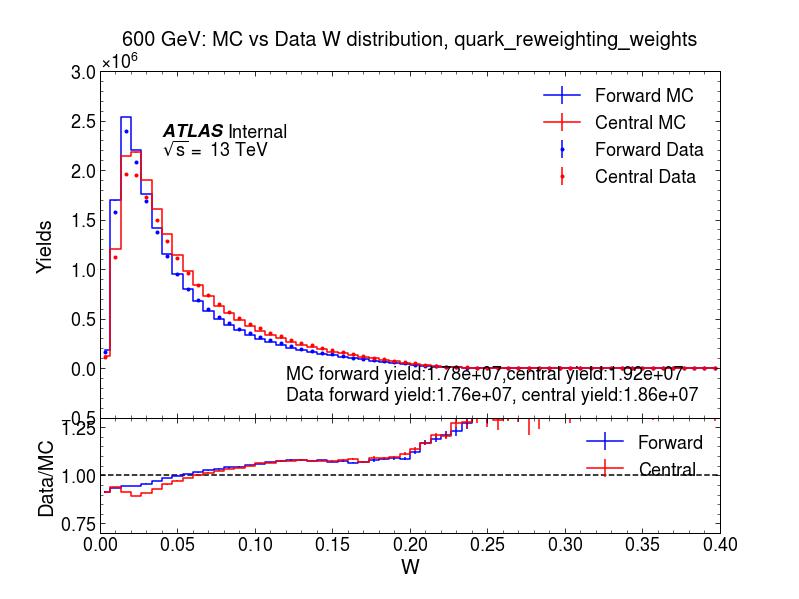 600 GeV: MC vs Data W distribution, quark_reweighting_weights
×10⁶
3.0
Forward MC
Central MC
Forward Data
Central Data
ATLAS Internal
√s = 13 TeV
2.5
2.0
1.5
1.0
0.5
0.0
Yields
MC forward yield:1.78e+07,central yield:1.92e+07
Data forward yield:1.76e+07, central yield:1.86e+07
0.5
1.25
1.00
0.75
Data/MC
Forward
Central
0.00 0.05 0.10 0.15 0.20 0.25 0.30 0.35 0.40
W